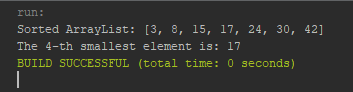 run:
Sorted ArrayList: [3, 8, 15, 17, 24, 30, 42]
The 4-th smallest element is: 17
BUILD SUCCESSFUL (total time: 0 seconds)